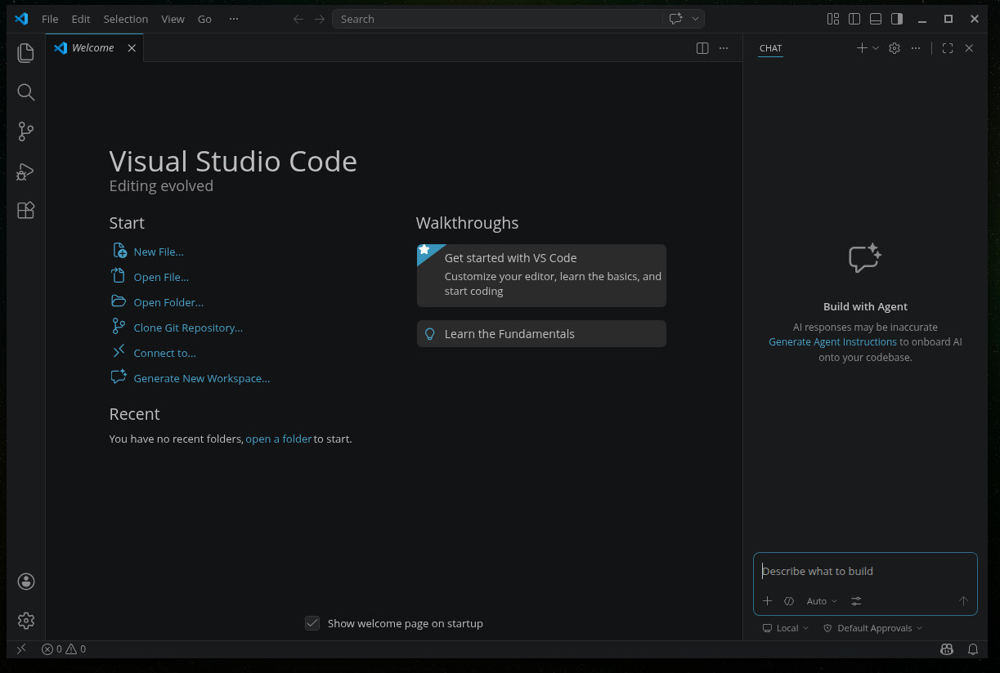 File Edit Selection View Go ···
Search
Welcome
CHAT
Visual Studio Code
Editing evolved
Start
New File...
Open File...
Open Folder...
Clone Git Repository...
Connect to...
Generate New Workspace...
Recent
You have no recent folders, open a folder to start.
Walkthroughs
Get started with VS Code
Customize your editor, learn the basics, and
start coding
Learn the Fundamentals
Show welcome page on startup
Build with Agent
AI responses may be inaccurate
Generate Agent Instructions to onboard AI
onto your codebase.
Describe what to build
Auto
Local Default Approvals
0 0